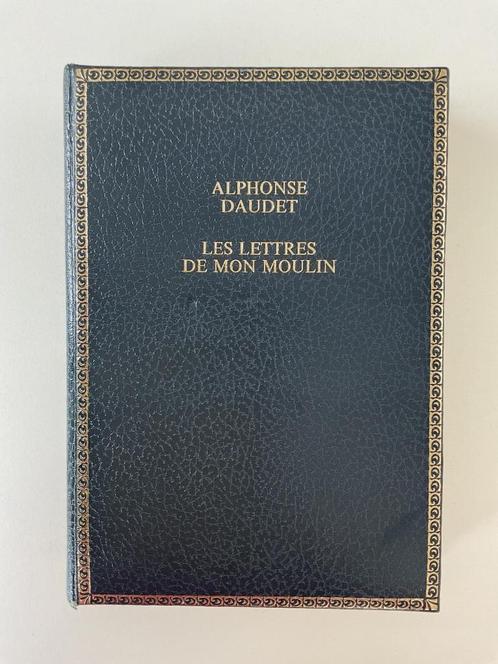 ALPHONSE
DAUDET
LES LETTRES
DE MON MOULIN